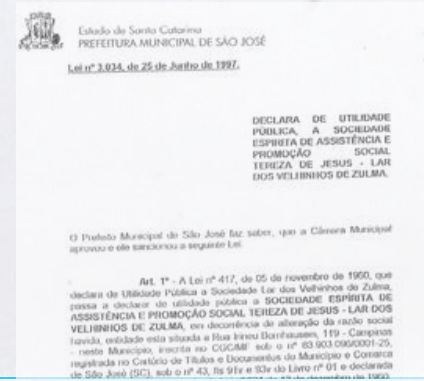 Estado de Santa Catarina
PREFEITURA MUNICIPAL DE SÃO JOSÉ
Lei nº 3.034, de 25 de Junho de 1997.
DECLARA DE UTILIDADE
PÚBLICA, A SOCIEDADE
ESPÍRITA DE ASSISTÊNCIA E
PROMOÇÃO SOCIAL
TEREZA DE JESUS - LAR
DOS VELHINHOS DE ZULMA.
O Prefeito Municipal de São José faz saber, que a Câmara Municipal
aprovou e ele sancionou a seguinte Lei
Art. 1º - A Lei nº 417, de 05 de novembro de 1960, que
declara de Utilidade Pública a Sociedade Lar dos Velhinhos de Zulma,
passa a declarar de utilidade pública a SOCIEDADE ESPÍRITA DE
ASSISTÊNCIA E PROMOÇÃO SOCIAL TEREZA DE JESUS - LAR DOS
VELHINHOS DE ZULMA, em decorrência de alteração da razão social
havida, entidade esta situada a Rua Irineu Bornhausen, 119 - Campinas
- neste Município, inscrita no CGC/MF sob o nº 83.903.096/0001-25,
registrada no Cartório de Títulos e Documentos do Município e Comarca
de São José (SC), sob o nº 43, fls 91v e 93v do Livro nº 01 e declarada
de dezembro de 1960